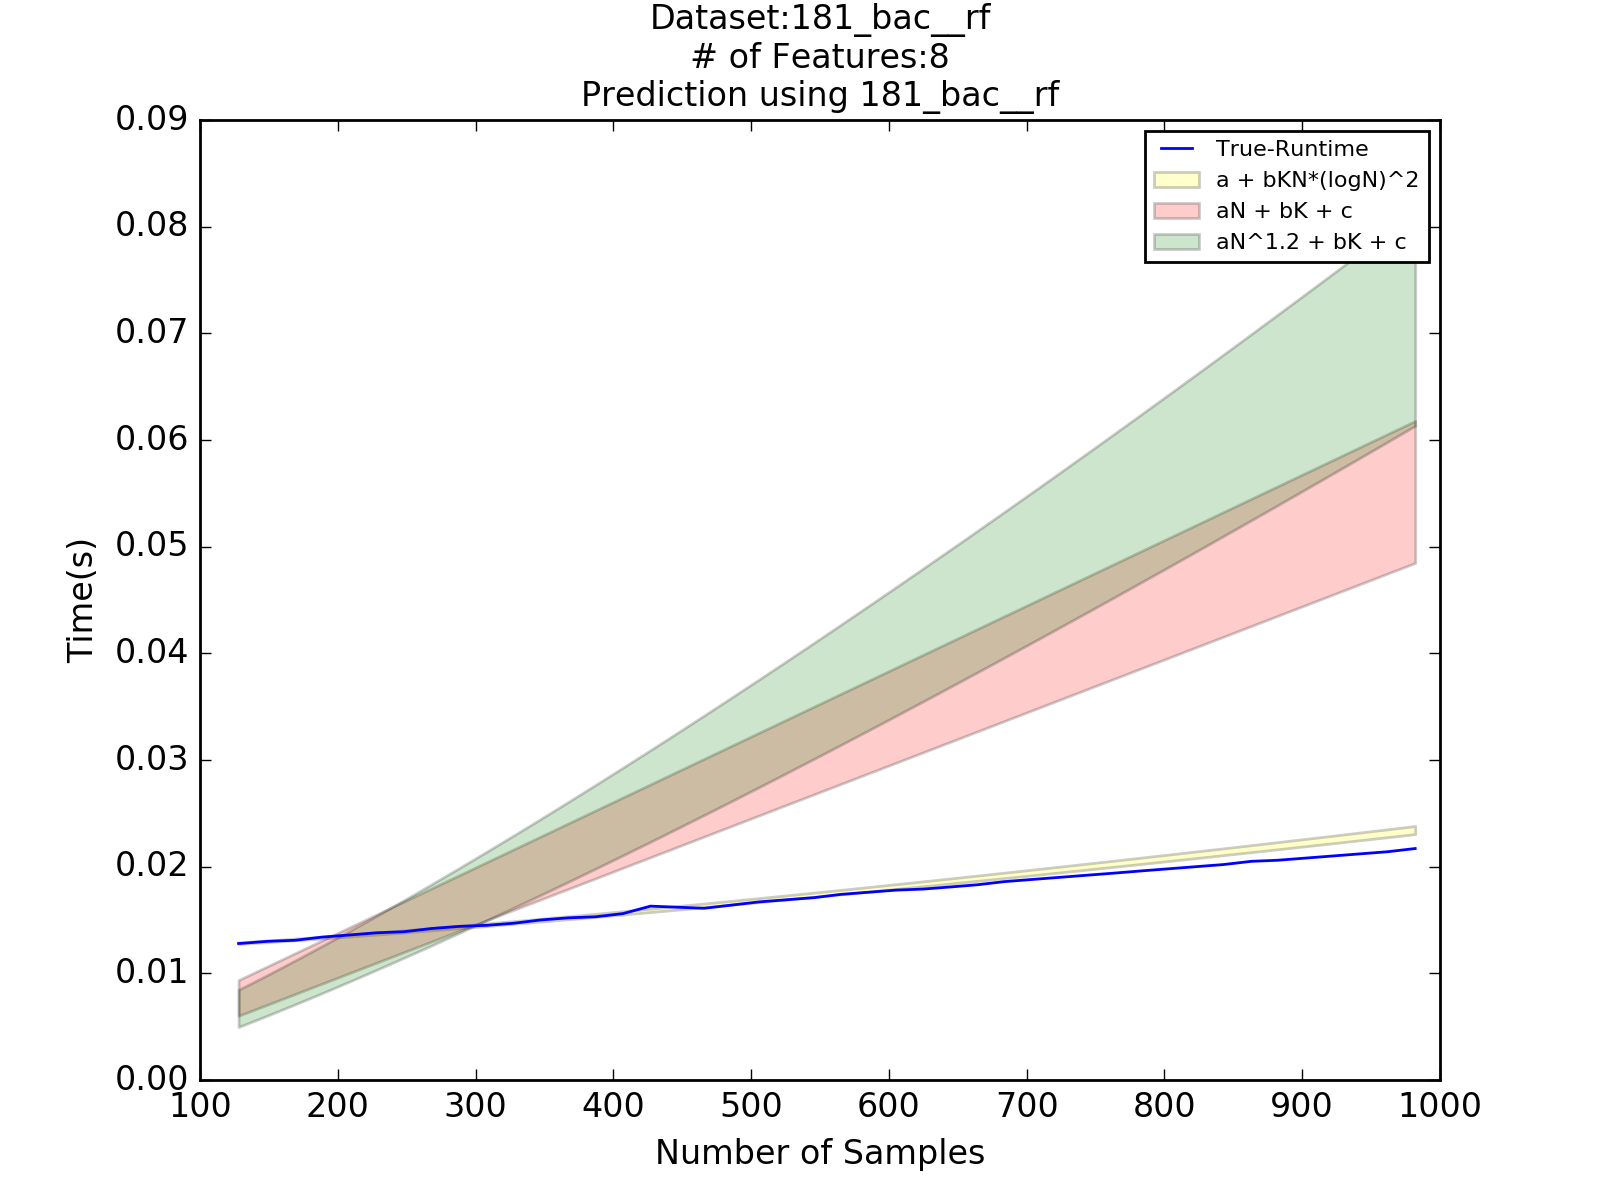 Dataset:181_bac__rf
# of Features:8
Prediction using 181_bac__rf
True-Runtime
a + bKN*(logN)^2
aN + bK + c
aN^1.2 + bK + c
0.09
0.08
0.07
0.06
0.05
0.04
0.03
0.02
0.01
0.00
Time(s)
100 200 300 400 500 600 700 800 900 1000
Number of Samples